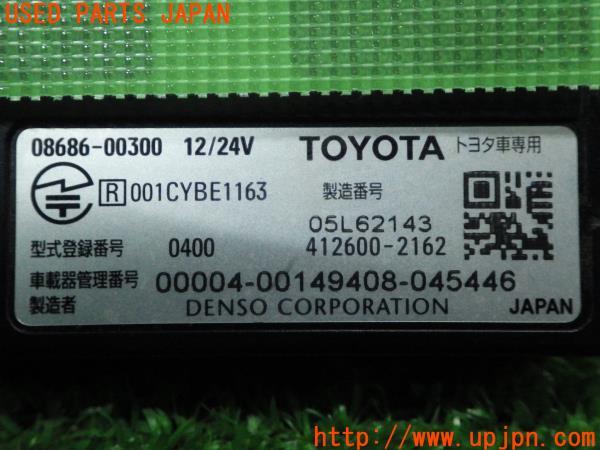 USED PARTS JAPAN
08686-00300 12/24V TOYOTA トヨタ車専用
R 001CYBE1163 製造番号
05L62143
型式登録番号 0400 412600-2162
車載器管理番号 00004-00149408-045446
製造者 DENSO CORPORATION JAPAN
http://www.upjpn.com